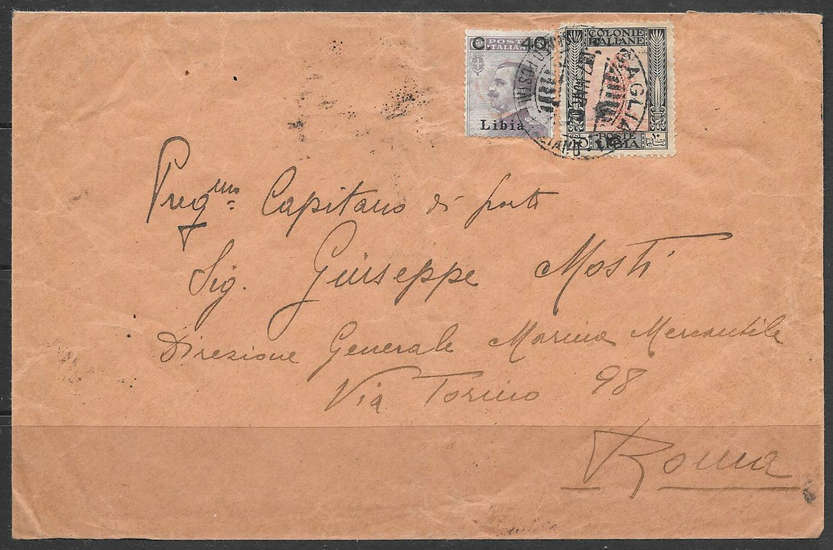 C. 40
POSTE
ITALIANE
Libia
COLONIE
ITALIANE
POSTE
LIBIA
Preg.mo Capitano di porto
Sig. Giuseppe Mosti
Direzione Generale Marina Mercantile
Via Torino 98
Roma